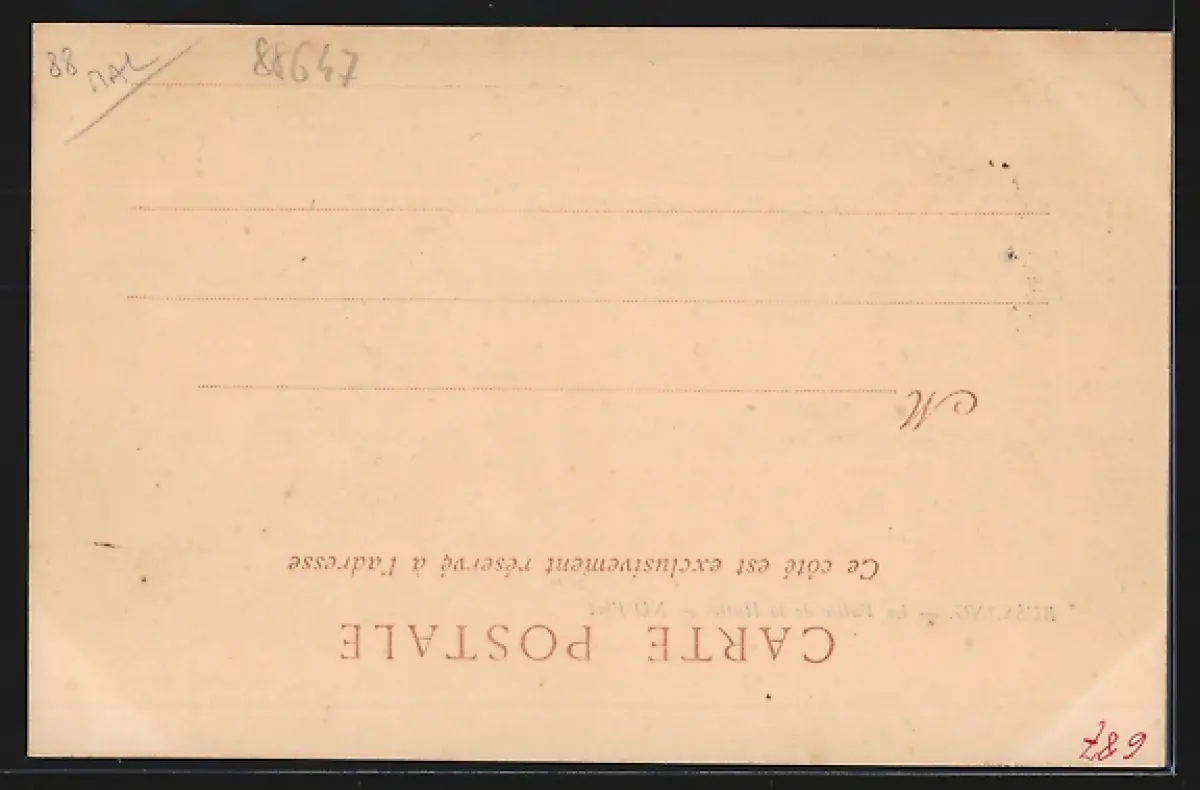 CARTE POSTALE
Ce côté est exclusivement réservé à l'adresse
M
88
88647
687